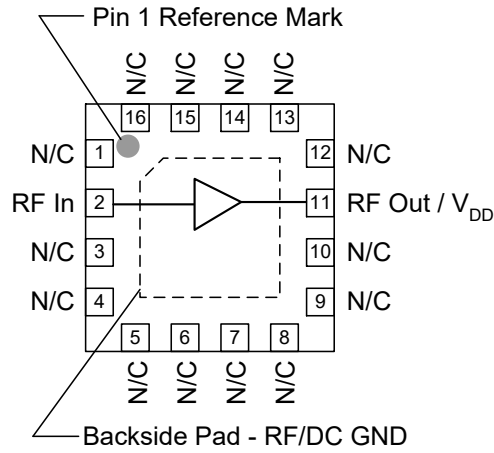 Pin 1 Reference Mark
N/C N/C N/C N/C
16 15 14 13
N/C 1 12 N/C
RF In 2 11 RF Out / VDD
N/C 3 10 N/C
N/C 4 9 N/C
5 6 7 8
N/C N/C N/C N/C
Backside Pad - RF/DC GND